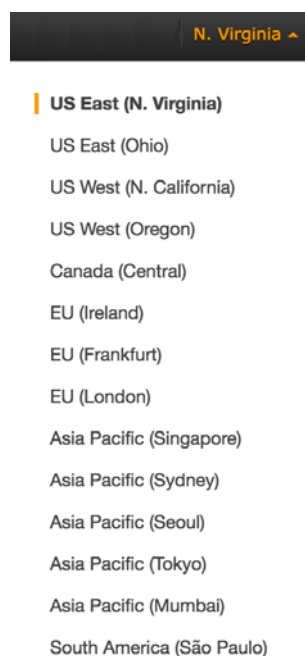 N. Virginia
US East (N. Virginia)
US East (Ohio)
US West (N. California)
US West (Oregon)
Canada (Central)
EU (Ireland)
EU (Frankfurt)
EU (London)
Asia Pacific (Singapore)
Asia Pacific (Sydney)
Asia Pacific (Seoul)
Asia Pacific (Tokyo)
Asia Pacific (Mumbai)
South America (São Paulo)